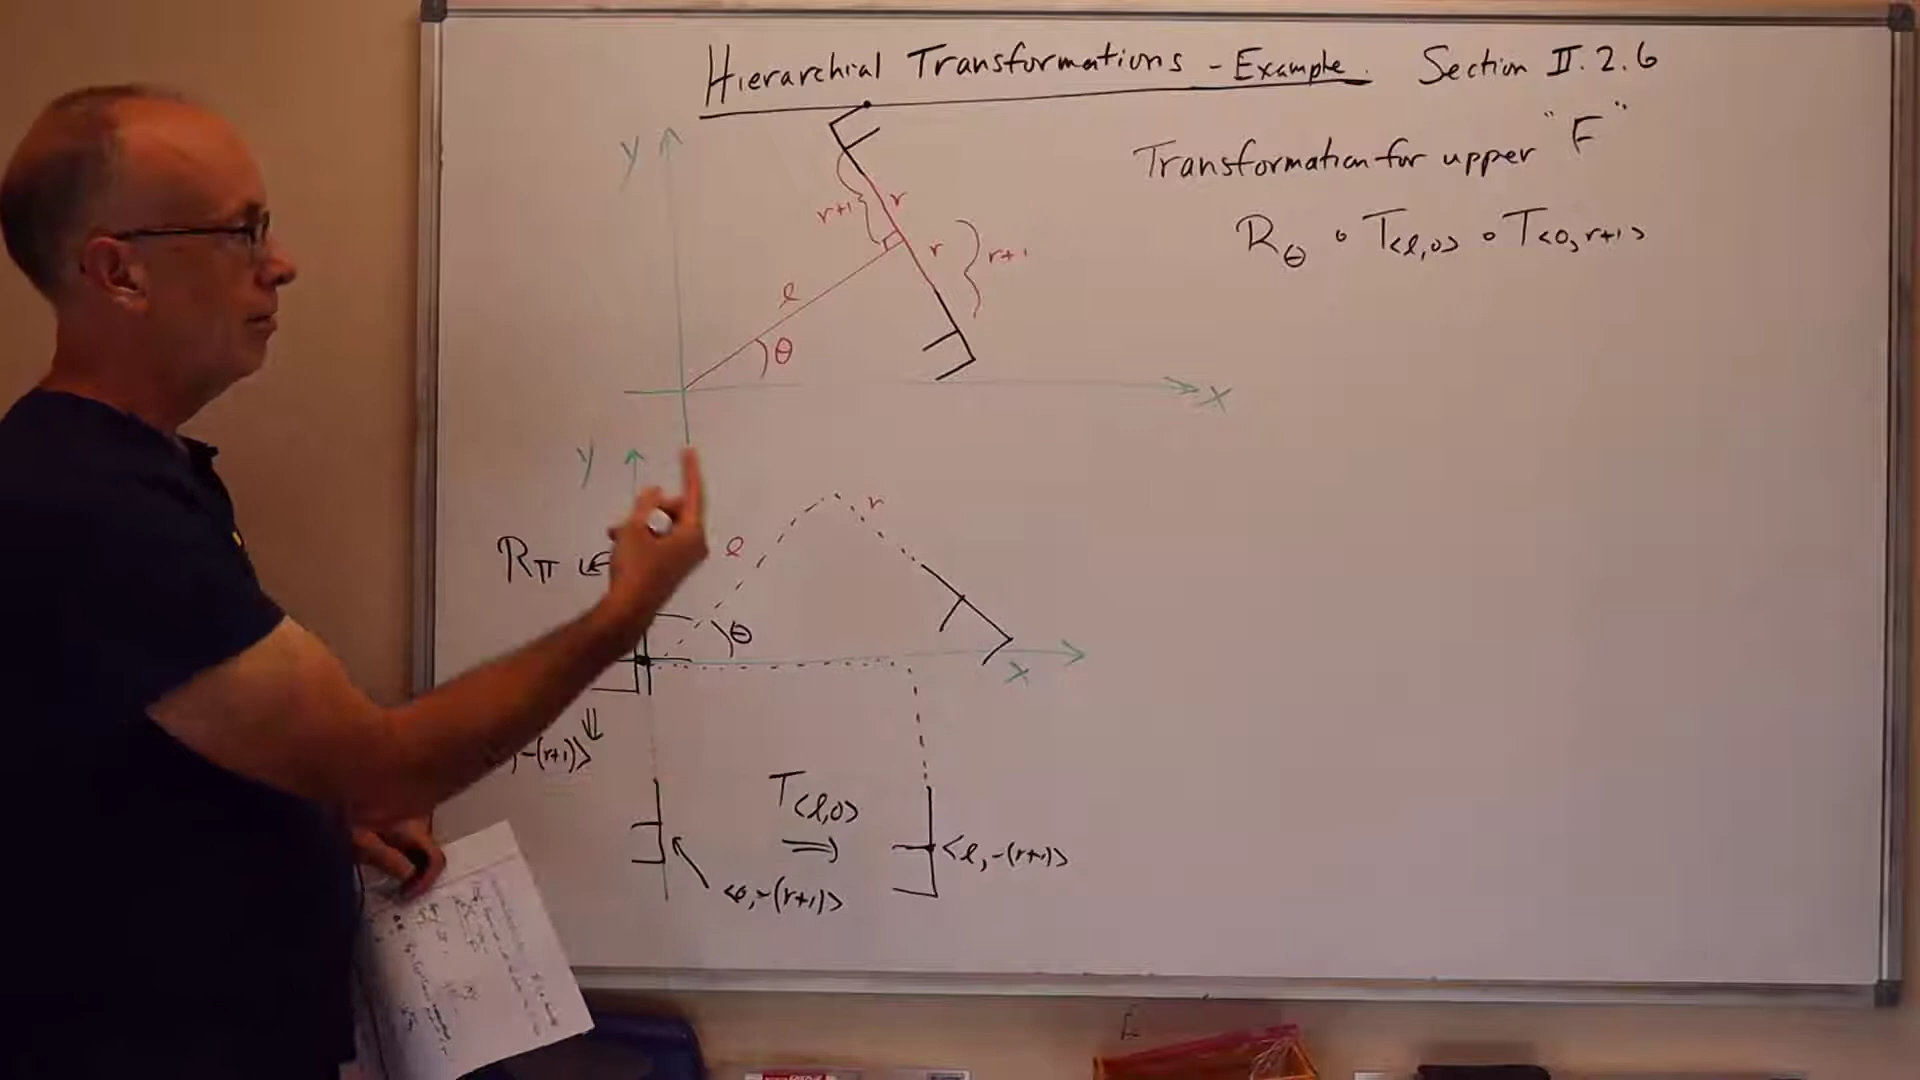 Hierarchial Transformations - Example. Section II.2.6
Transformation for upper "F"
R_θ ∘ T<ℓ,0> ∘ T<0,r+1>
y
r+1
r
r
r+1
ℓ
θ
x
y
r
ℓ
R_π
θ
x
-(r+1)>
T<ℓ,0>
⇒
<ℓ,-(r+1)>
<0,-(r+1)>